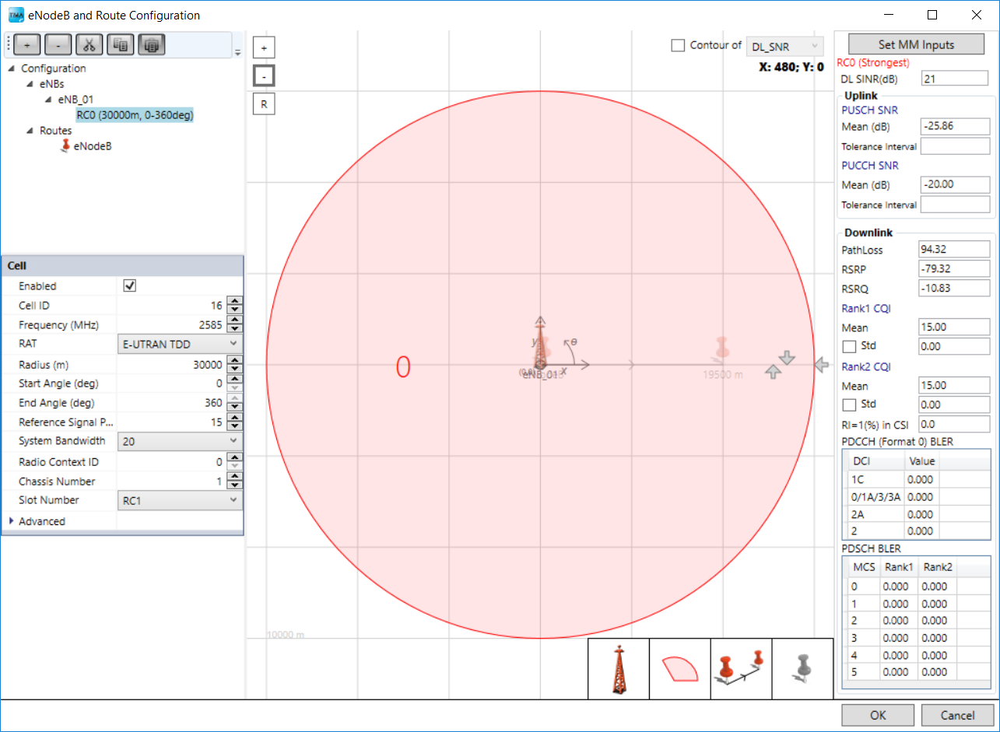 TMA eNodeB and Route Configuration
+ -
Configuration
eNBs
eNB_01
RC0 (30000m, 0-360deg)
Routes
eNodeB
Cell
Enabled
Cell ID 16
Frequency (MHz) 2585
RAT E-UTRAN TDD
Radius (m) 30000
Start Angle (deg) 0
End Angle (deg) 360
Reference Signal P... 15
System Bandwidth 20
Radio Context ID 0
Chassis Number 1
Slot Number RC1
Advanced
+
-
R
Contour of DL_SNR
X: 480; Y: 0
0
y
θ
x
eNB_01
19500 m
10000 m
Set MM Inputs
RC0 (Strongest)
DL SINR(dB) 21
Uplink
PUSCH SNR
Mean (dB) -25.86
Tolerance Interval
PUCCH SNR
Mean (dB) -20.00
Tolerance Interval
Downlink
PathLoss 94.32
RSRP -79.32
RSRQ -10.83
Rank1 CQI
Mean 15.00
Std 0.00
Rank2 CQI
Mean 15.00
Std 0.00
RI=1(%) in CSI 0.0
PDCCH (Format 0) BLER
DCI Value
1C 0.000
0/1A/3/3A 0.000
2A 0.000
2 0.000
PDSCH BLER
MCS Rank1 Rank2
0 0.000 0.000
1 0.000 0.000
2 0.000 0.000
3 0.000 0.000
4 0.000 0.000
5 0.000 0.000
OK Cancel